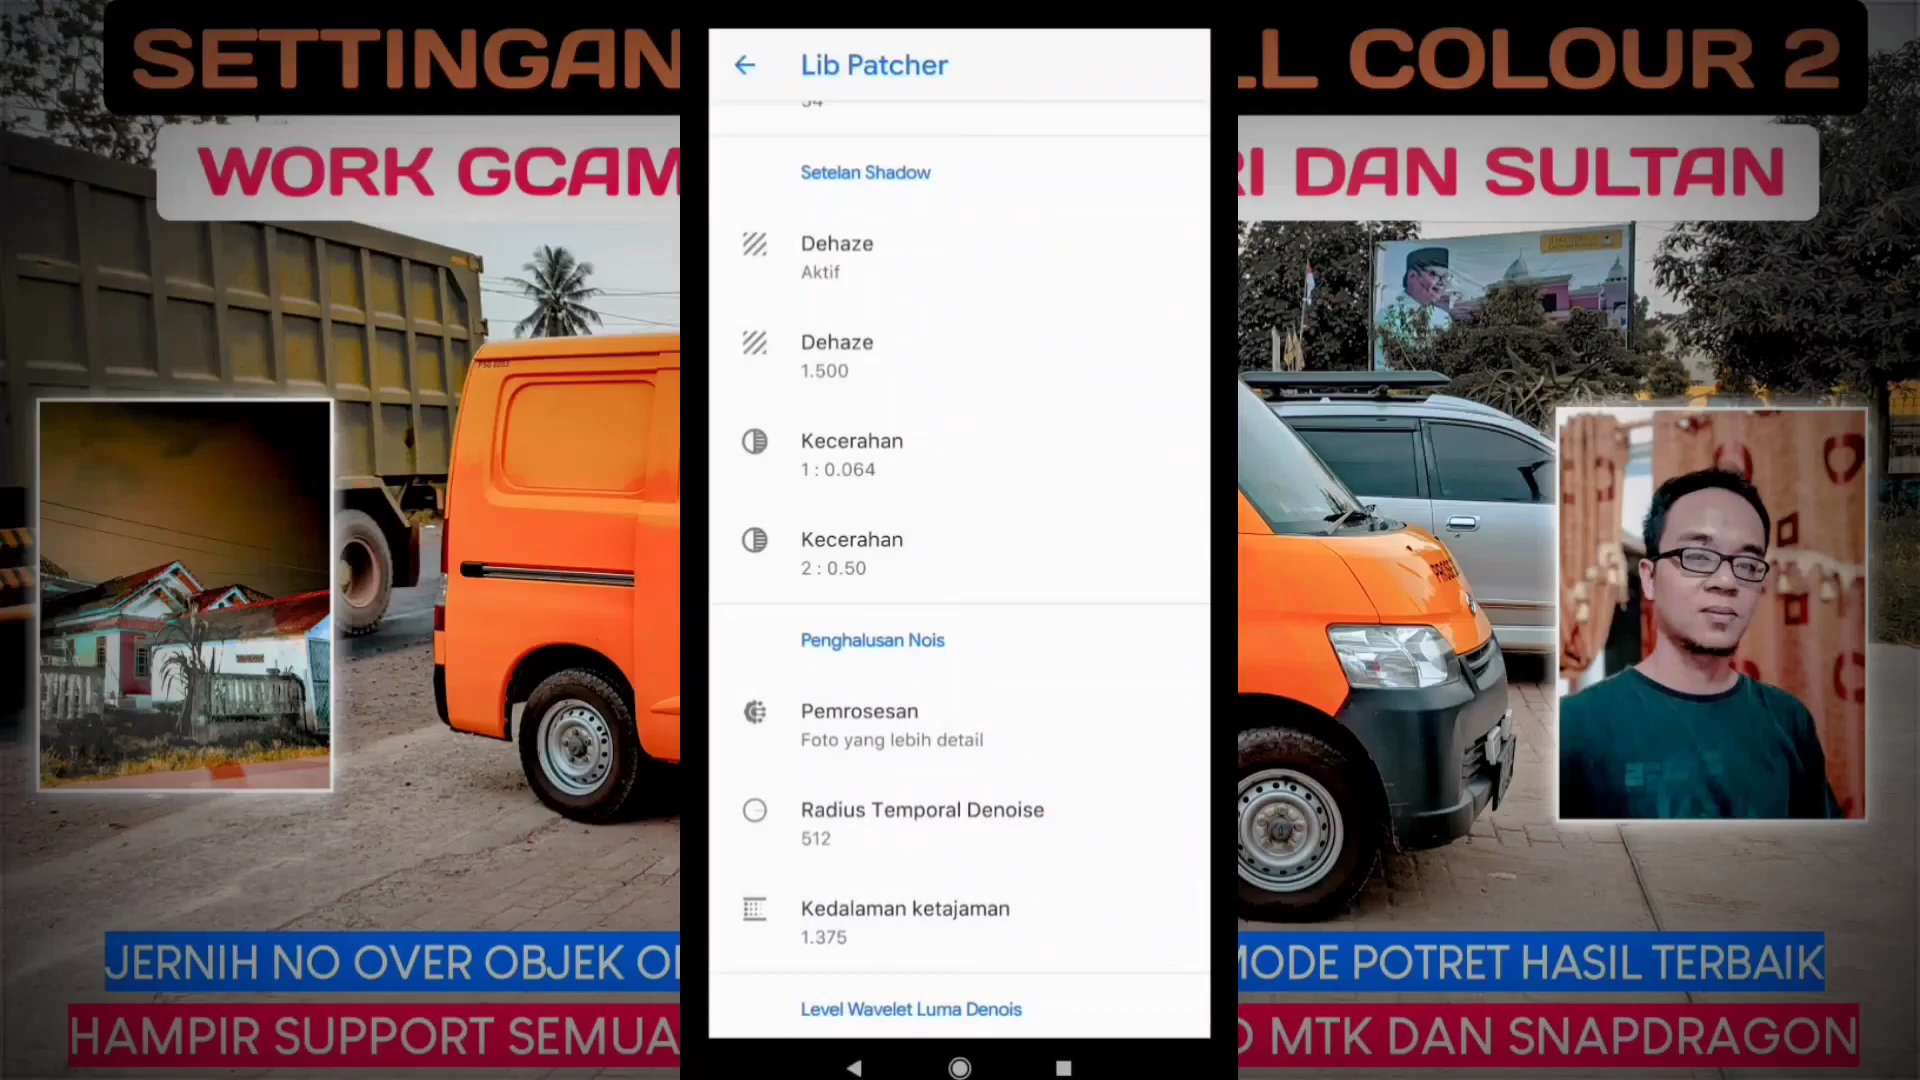 SETTINGAN
LL COLOUR 2
WORK GCAM
RI DAN SULTAN
Lib Patcher
54
Setelan Shadow
Dehaze
Aktif
Dehaze
1.500
Kecerahan
1 : 0.064
Kecerahan
2 : 0.50
Penghalusan Nois
Pemrosesan
Foto yang lebih detail
Radius Temporal Denoise
512
Kedalaman ketajaman
1.375
Level Wavelet Luma Denois
JERNIH NO OVER OBJEK
MODE POTRET HASIL TERBAIK
HAMPIR SUPPORT SEMUA
MTK DAN SNAPDRAGON